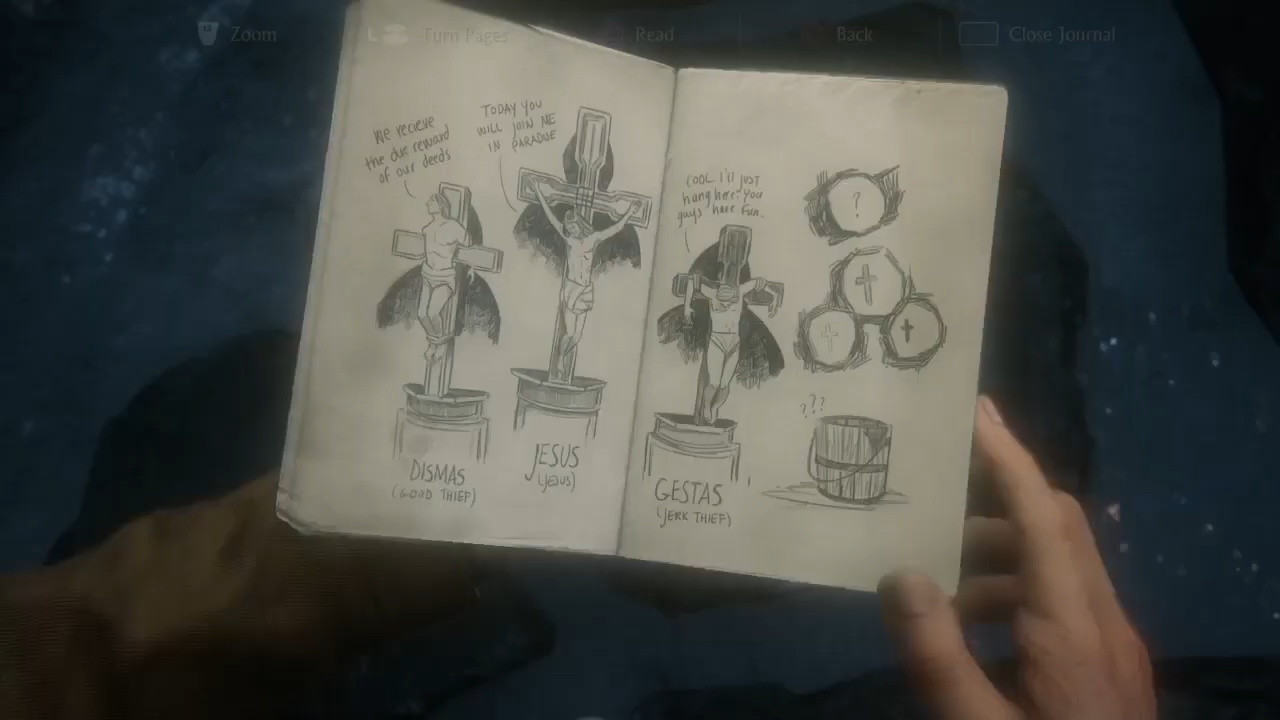 Zoom
L
Turn Pages
Read
Back
Close Journal
We recieve
the due reward
of our deeds
TODAY YOU
WILL JOIN ME
IN PARADISE
COOL. I'll just
hang here. You
guys have fun.
?
???
DISMAS
(GOOD THIEF)
JESUS
(JESUS)
GESTAS
(JERK THIEF)